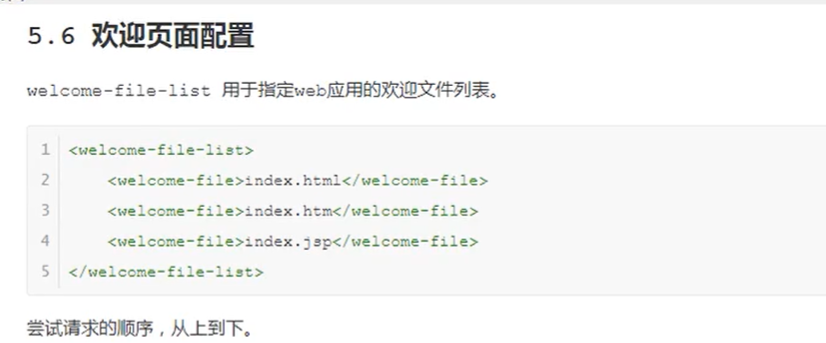 5.6 欢迎页面配置
welcome-file-list 用于指定web应用的欢迎文件列表。
1 <welcome-file-list>
2     <welcome-file>index.html</welcome-file>
3     <welcome-file>index.htm</welcome-file>
4     <welcome-file>index.jsp</welcome-file>
5 </welcome-file-list>
尝试请求的顺序，从上到下。